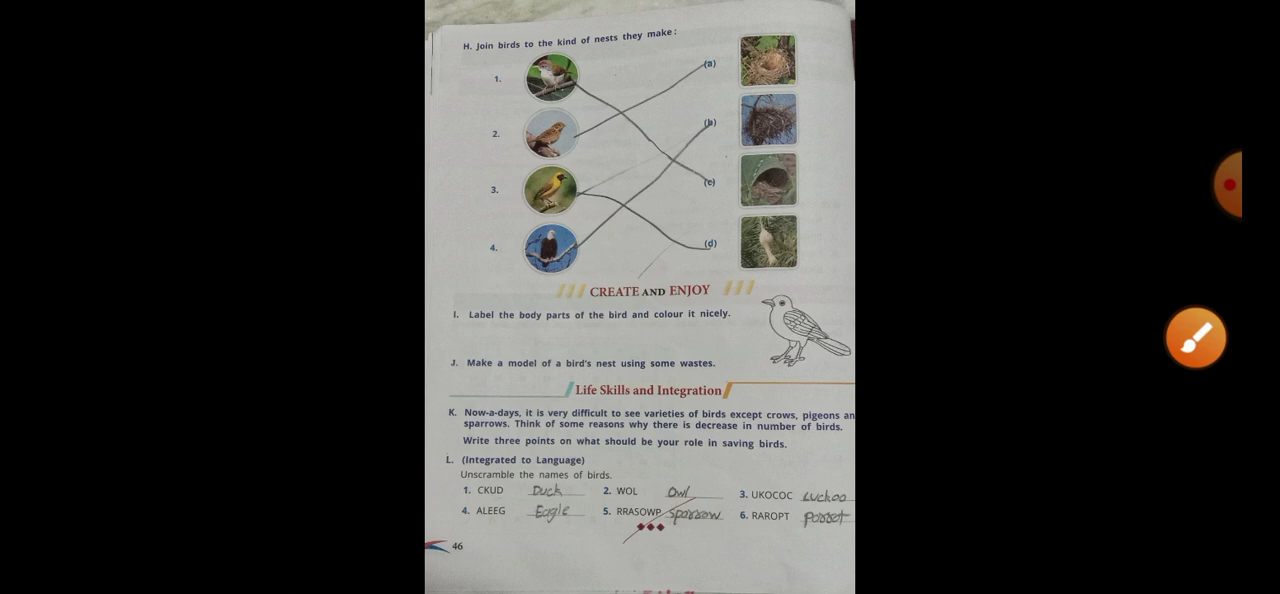 H. Join birds to the kind of nests they make:
1. (a)
2. (b)
3. (c)
4. (d)
CREATE AND ENJOY
I. Label the body parts of the bird and colour it nicely.
J. Make a model of a bird's nest using some wastes.
Life Skills and Integration
K. Now-a-days, it is very difficult to see varieties of birds except crows, pigeons an
sparrows. Think of some reasons why there is decrease in number of birds.
Write three points on what should be your role in saving birds.
L. (Integrated to Language)
Unscramble the names of birds.
1. CKUD Duck 2. WOL Owl 3. UKOCOC Cuckoo
4. ALEEG Eagle 5. RRASOWP Sparrow 6. RAROPT Parrot
46